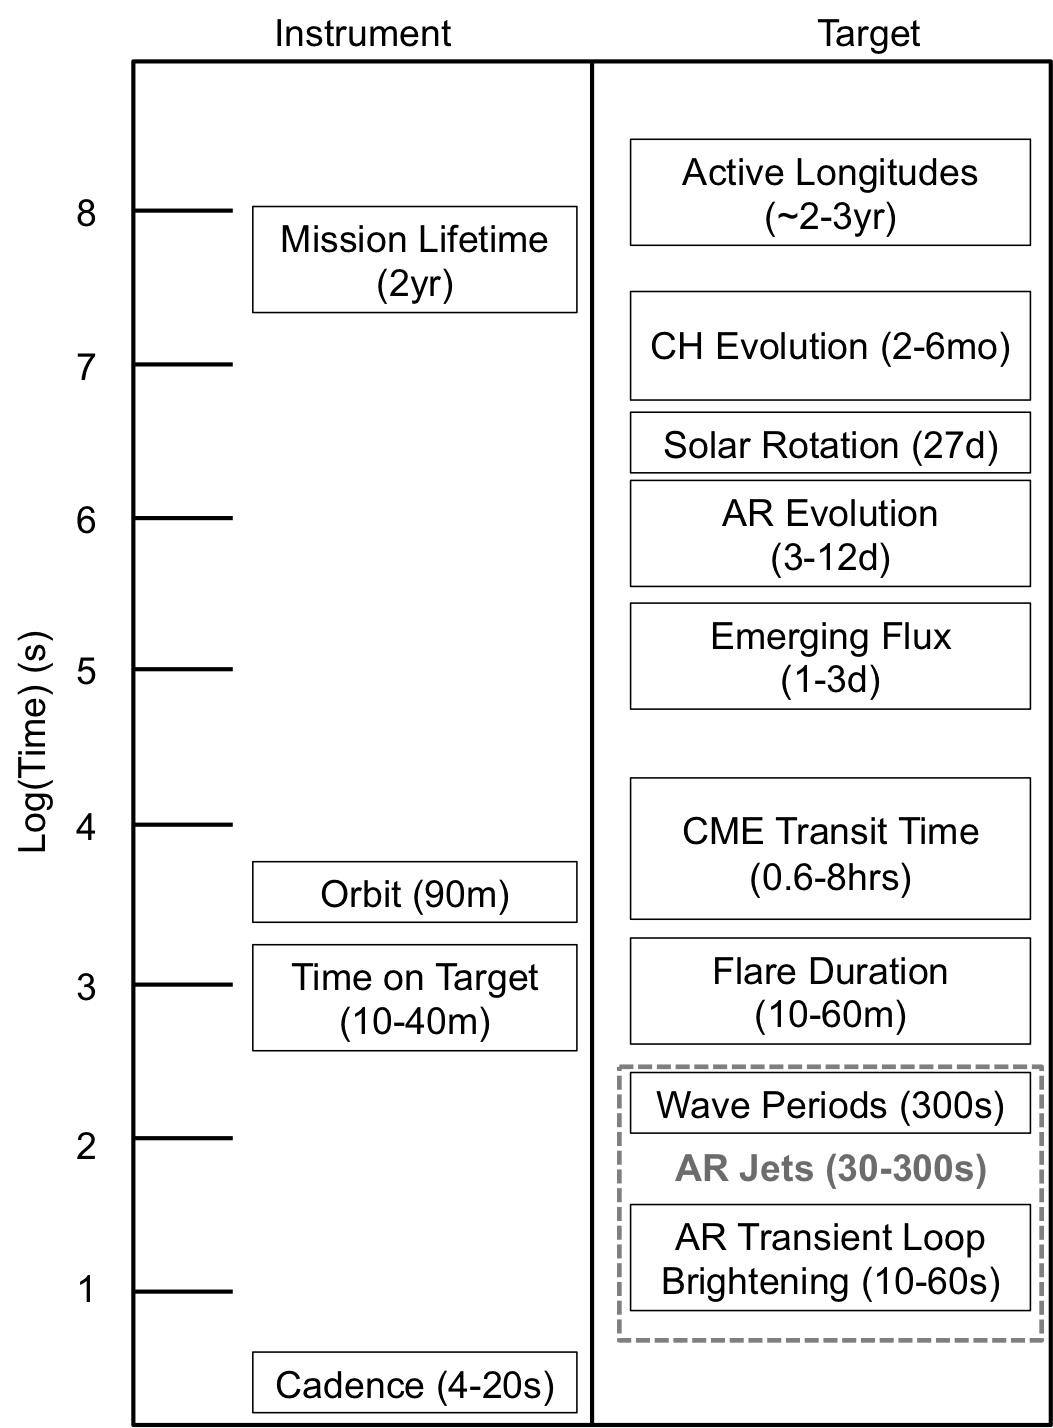 Instrument
Target
Log(Time) (s)
8
7
6
5
4
3
2
1
Mission Lifetime
(2yr)
Orbit (90m)
Time on Target
(10-40m)
Cadence (4-20s)
Active Longitudes
(~2-3yr)
CH Evolution (2-6mo)
Solar Rotation (27d)
AR Evolution
(3-12d)
Emerging Flux
(1-3d)
CME Transit Time
(0.6-8hrs)
Flare Duration
(10-60m)
Wave Periods (300s)
AR Jets (30-300s)
AR Transient Loop
Brightening (10-60s)